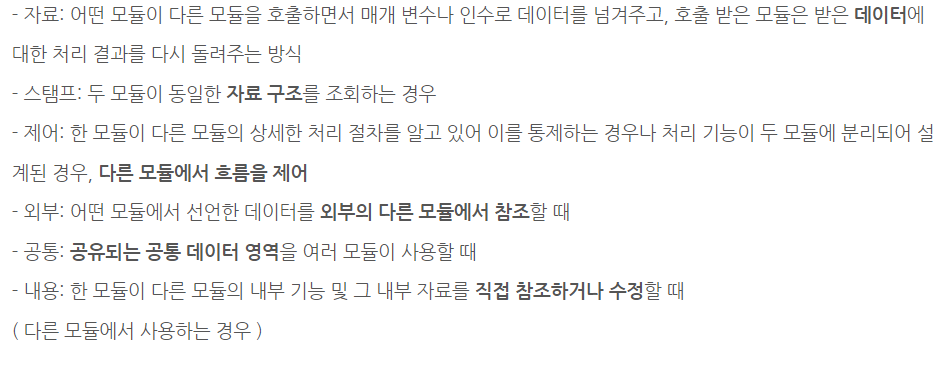 - 자료: 어떤 모듈이 다른 모듈을 호출하면서 매개 변수나 인수로 데이터를 넘겨주고, 호출 받은 모듈은 받은 데이터에
대한 처리 결과를 다시 돌려주는 방식
- 스탬프: 두 모듈이 동일한 자료 구조를 조회하는 경우
- 제어: 한 모듈이 다른 모듈의 상세한 처리 절차를 알고 있어 이를 통제하는 경우나 처리 기능이 두 모듈에 분리되어 설
계된 경우, 다른 모듈에서 흐름을 제어
- 외부: 어떤 모듈에서 선언한 데이터를 외부의 다른 모듈에서 참조할 때
- 공통: 공유되는 공통 데이터 영역을 여러 모듈이 사용할 때
- 내용: 한 모듈이 다른 모듈의 내부 기능 및 그 내부 자료를 직접 참조하거나 수정할 때
( 다른 모듈에서 사용하는 경우 )